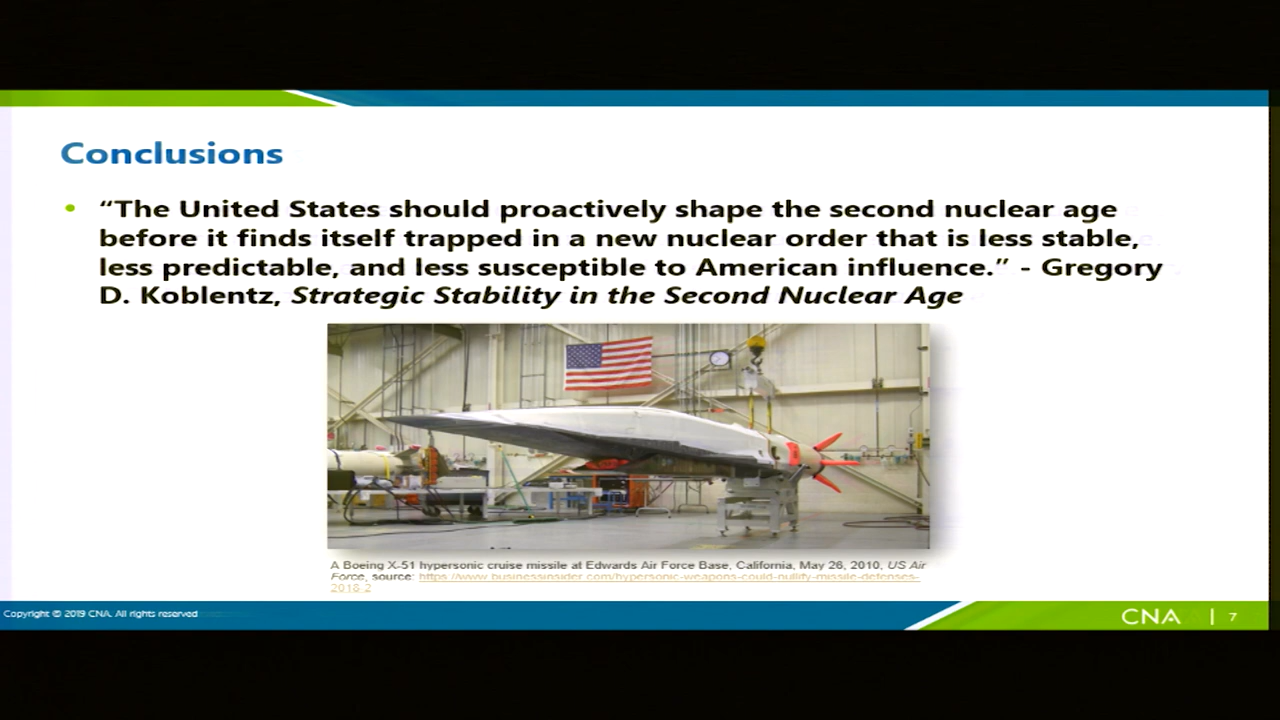 Conclusions
• “The United States should proactively shape the second nuclear age
before it finds itself trapped in a new nuclear order that is less stable,
less predictable, and less susceptible to American influence.” - Gregory
D. Koblentz, Strategic Stability in the Second Nuclear Age
A Boeing X-51 hypersonic cruise missile at Edwards Air Force Base, California, May 26, 2010, US Air
Force, source: https://www.businessinsider.com/hypersonic-weapons-could-nullify-missile-defenses-
2018-2
Copyright © 2019 CNA. All rights reserved
CNA | 7